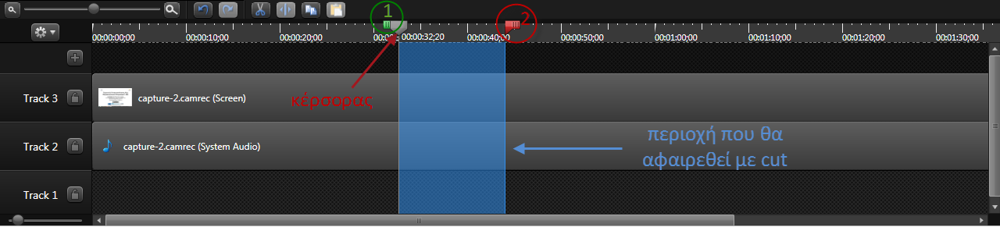 1
2
00:00:00;00 00:00:10;00 00:00:20;00 00:00:32;20 00:00:40;00 00:00:50;00 00:01:00;00 00:01:10;00 00:01:20;00 00:01:30;00
κέρσορας
Track 3 capture-2.camrec (Screen)
Track 2 capture-2.camrec (System Audio)
περιοχή που θα
αφαιρεθεί με cut
Track 1